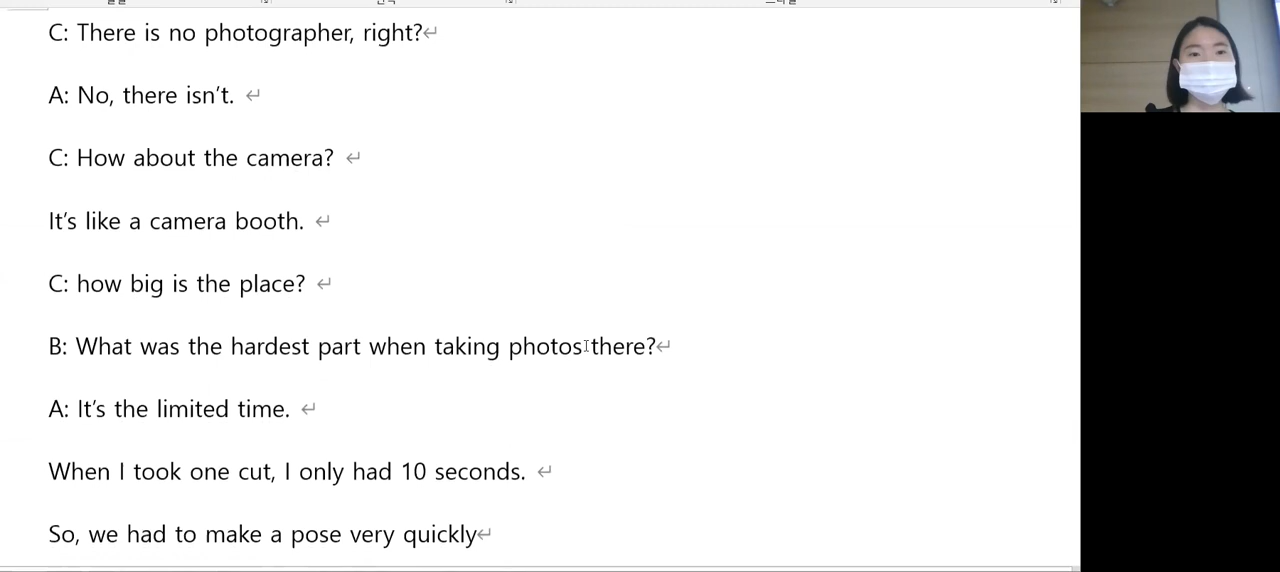 C: There is no photographer, right?
A: No, there isn’t.
C: How about the camera?
It’s like a camera booth.
C: how big is the place?
B: What was the hardest part when taking photos there?
A: It’s the limited time.
When I took one cut, I only had 10 seconds.
So, we had to make a pose very quickly